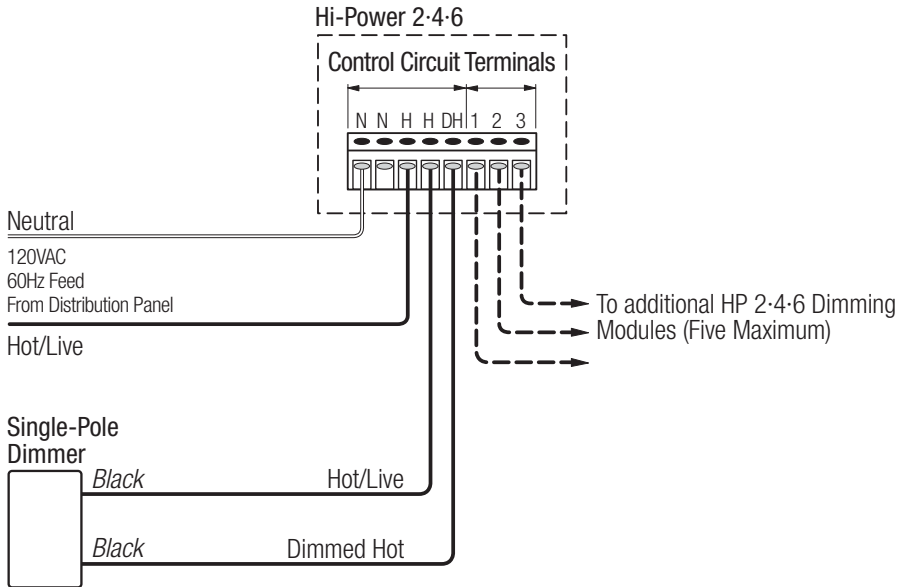 Hi-Power 2·4·6
Control Circuit Terminals
N N H H DH 1 2 3
Neutral
120VAC
60Hz Feed
From Distribution Panel
Hot/Live
To additional HP 2·4·6 Dimming
Modules (Five Maximum)
Single-Pole
Dimmer
Black Hot/Live
Black Dimmed Hot